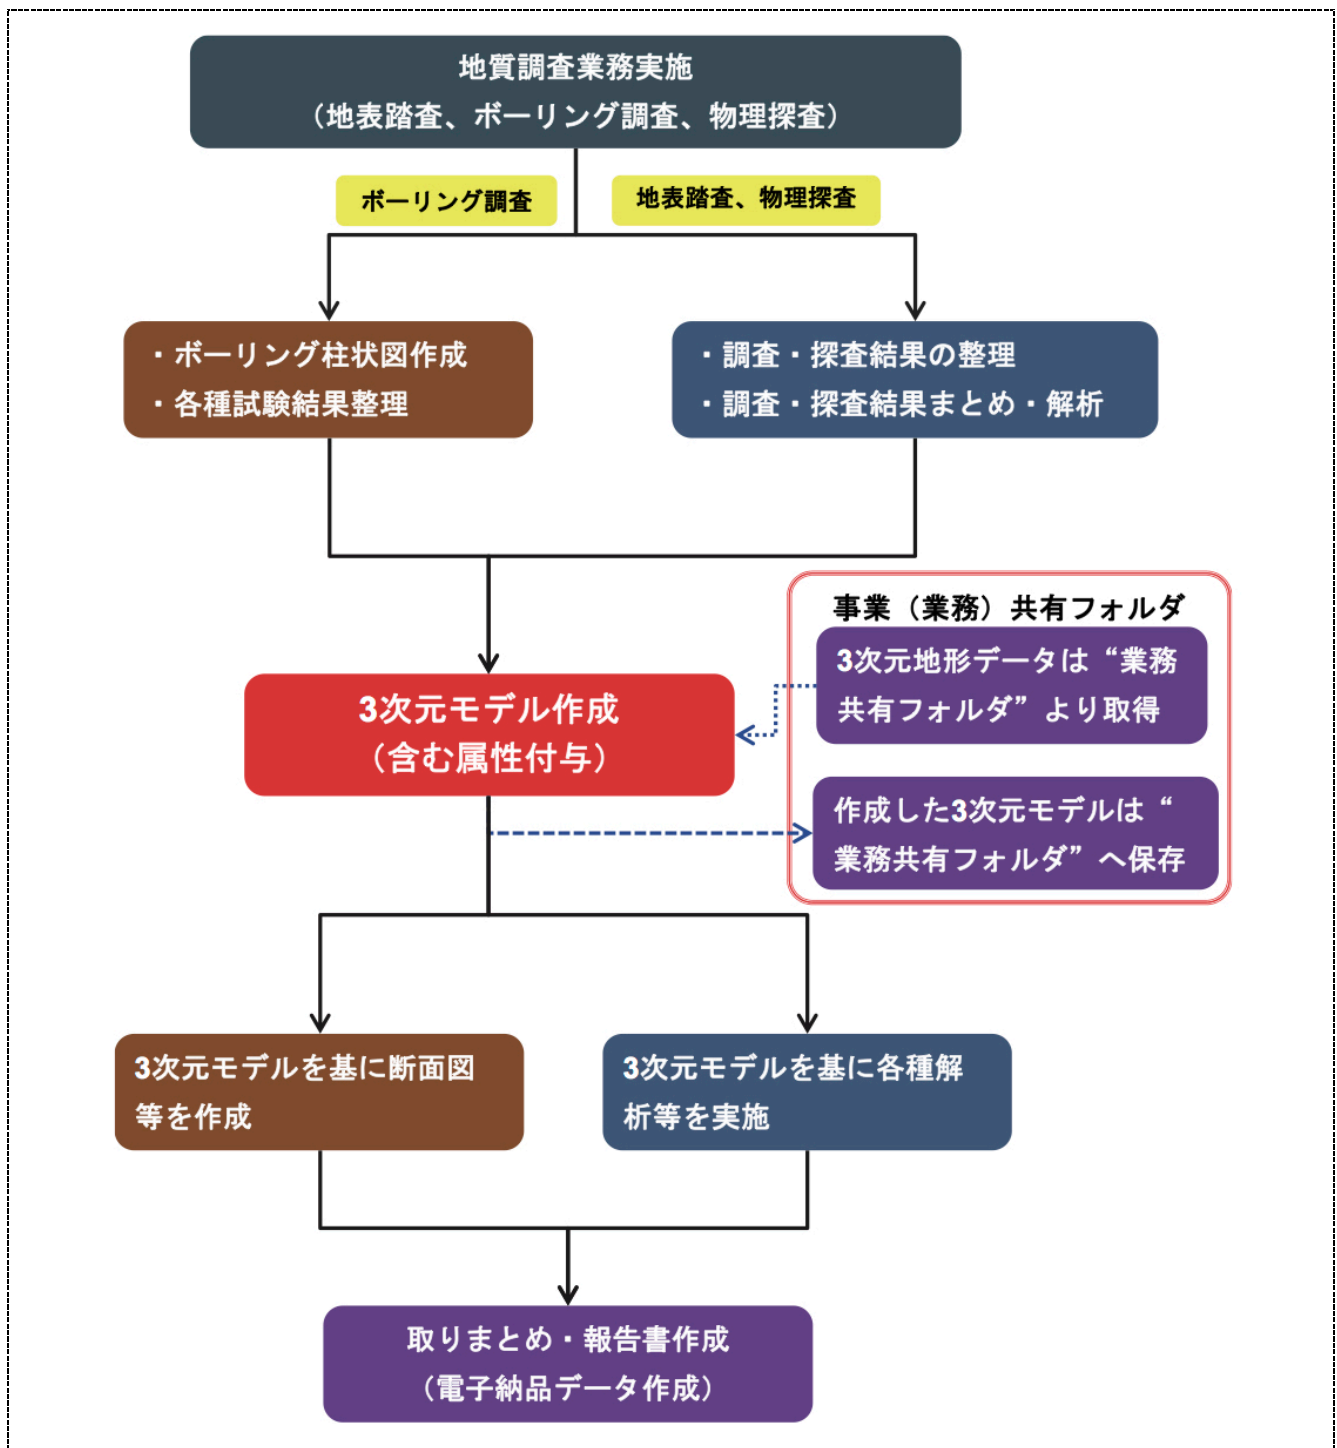 地質調査業務実施
（地表踏査、ボーリング調査、物理探査）
ボーリング調査
地表踏査、物理探査
・ボーリング柱状図作成
・各種試験結果整理
・調査・探査結果の整理
・調査・探査結果まとめ・解析
事業（業務）共有フォルダ
3次元地形データは“業務
共有フォルダ”より取得
3次元モデル作成
（含む属性付与）
作成した3次元モデルは“
業務共有フォルダ”へ保存
3次元モデルを基に断面図
等を作成
3次元モデルを基に各種解
析等を実施
取りまとめ・報告書作成
（電子納品データ作成）